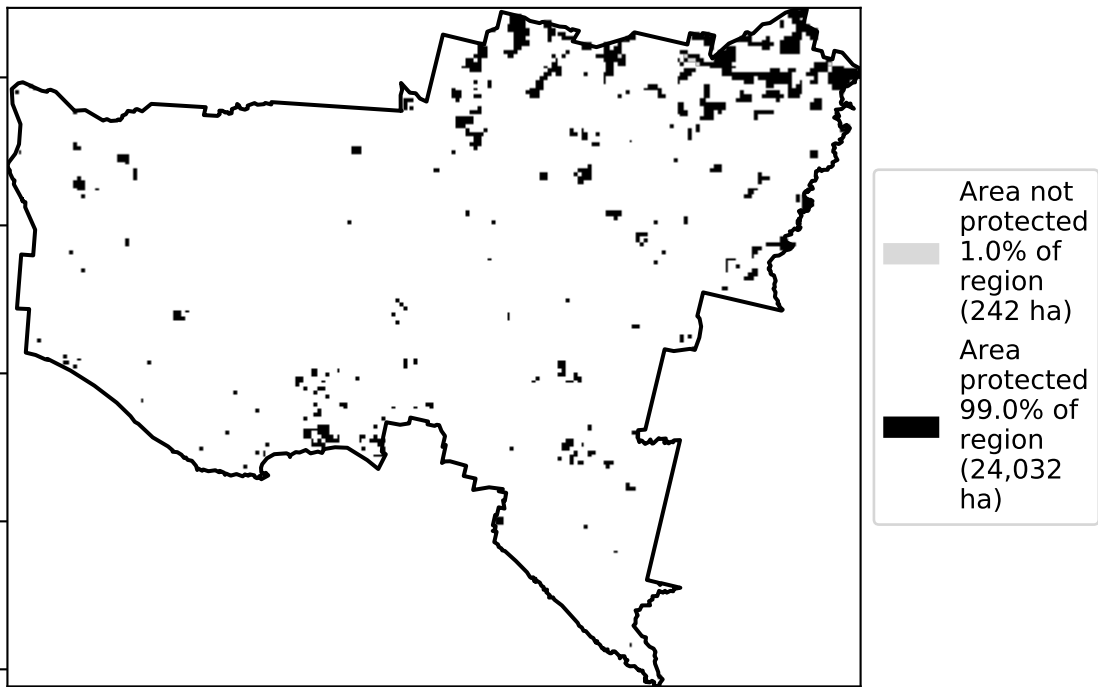 Area not
protected
1.0% of
region
(242 ha)
Area
protected
99.0% of
region
(24,032
ha)